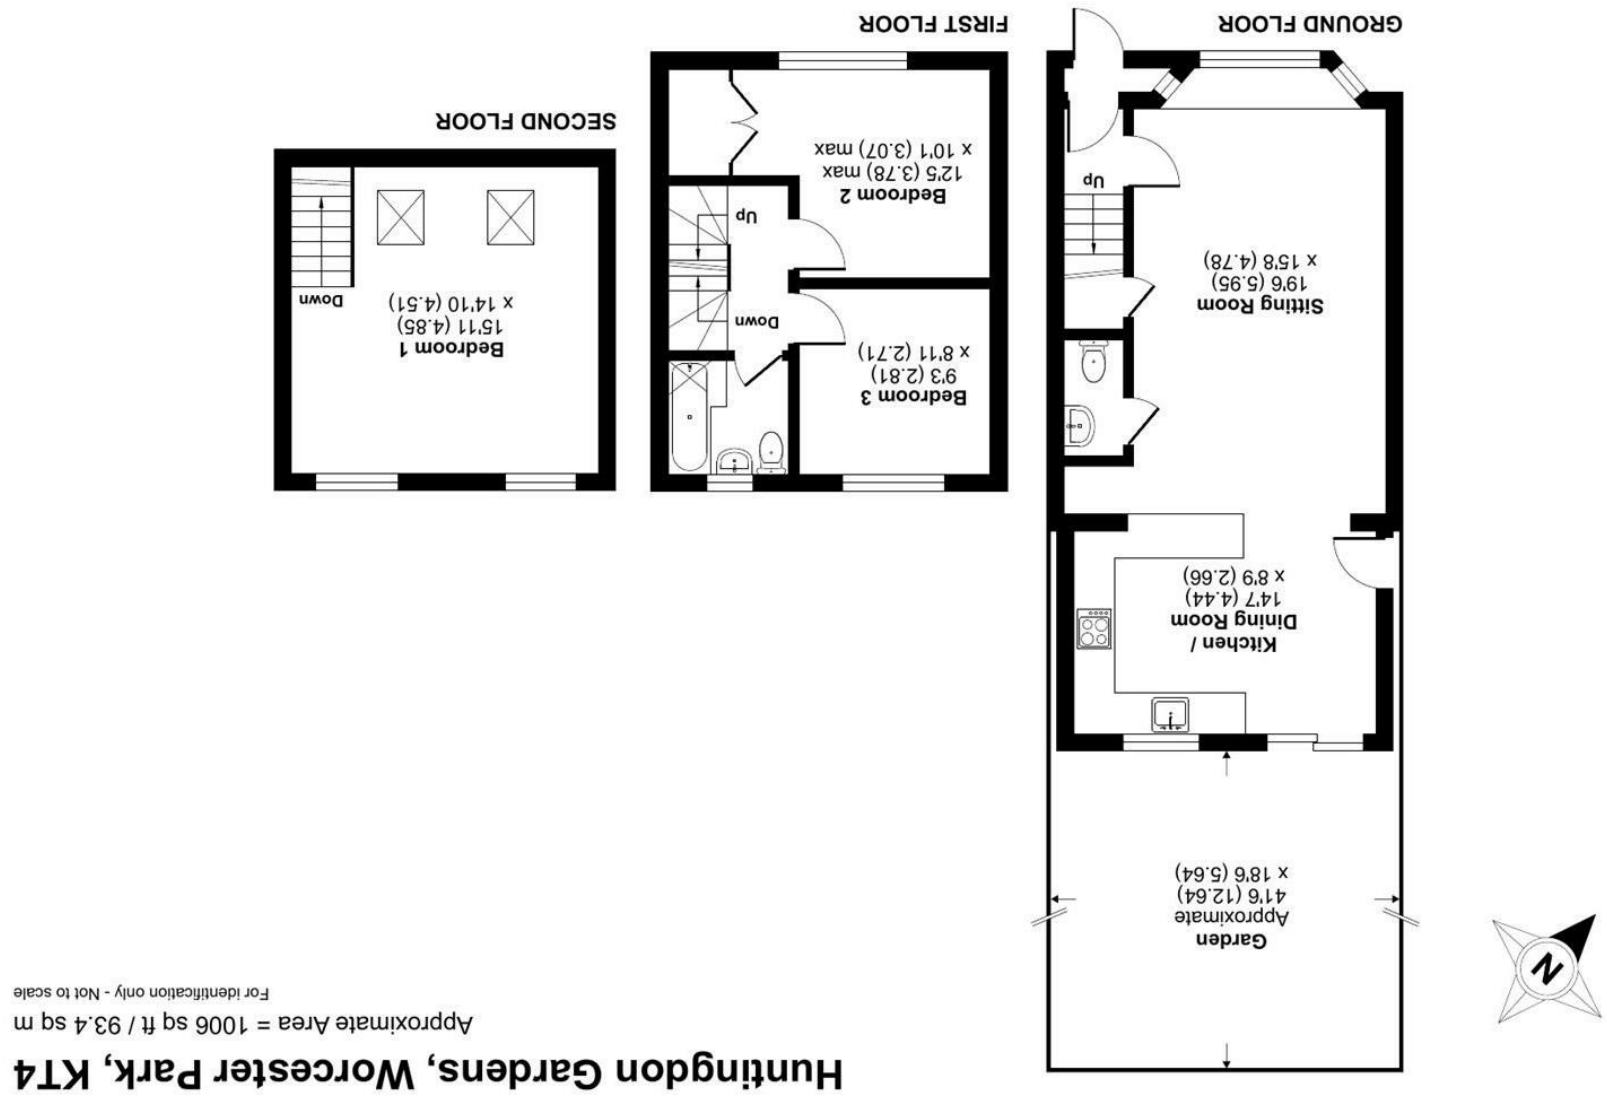 Huntingdon Gardens, Worcester Park, KT4
Approximate Area = 1006 sq ft / 93.4 sq m
For identification only - Not to scale
N
Garden
Approximate
41'6 (12.64)
x 18'6 (5.64)
Kitchen /
Dining Room
14'7 (4.44)
x 8'9 (2.66)
Sitting Room
19'6 (5.95)
x 15'8 (4.78)
Up
GROUND FLOOR
Bedroom 3
9'3 (2.81)
x 8'11 (2.71)
Down
Up
Bedroom 2
12'5 (3.78) max
x 10'1 (3.07) max
FIRST FLOOR
Bedroom 1
15'11 (4.85)
x 14'10 (4.51)
Down
SECOND FLOOR